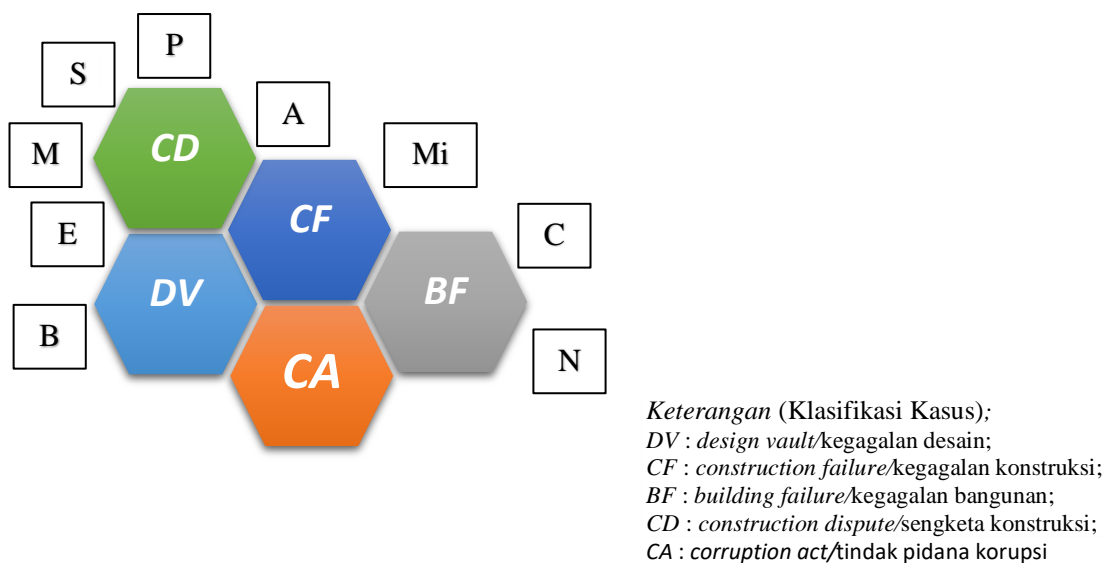 P
S
A
M
CD
Mi
E
CF
C
DV
BF
B
CA
N
Keterangan (Klasifikasi Kasus);
DV : design vault/kegagalan desain;
CF : construction failure/kegagalan konstruksi;
BF : building failure/kegagalan bangunan;
CD : construction dispute/sengketa konstruksi;
CA : corruption act/tindak pidana korupsi